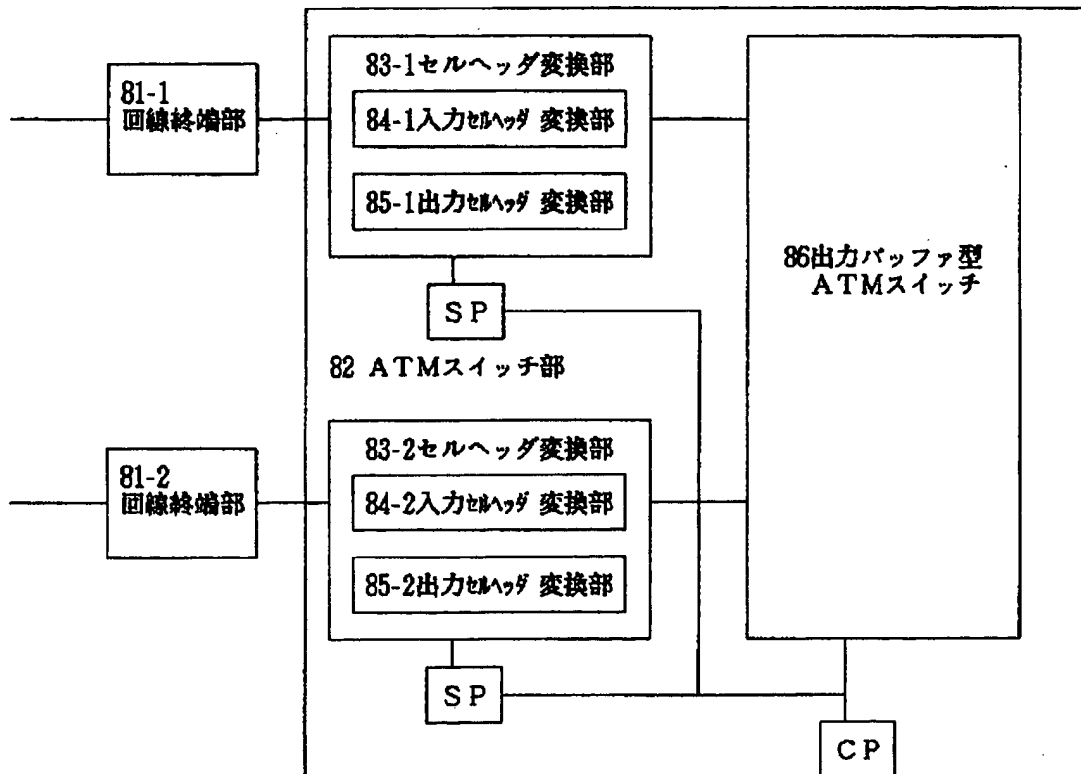 81-1
回線終端部
83-1セルヘッダ変換部
84-1入力セルヘッダ 変換部
85-1出力セルヘッダ 変換部
SP
82 ATMスイッチ部
86出力バッファ型
ATMスイッチ
81-2
回線終端部
83-2セルヘッダ変換部
84-2入力セルヘッダ 変換部
85-2出力セルヘッダ 変換部
SP
CP